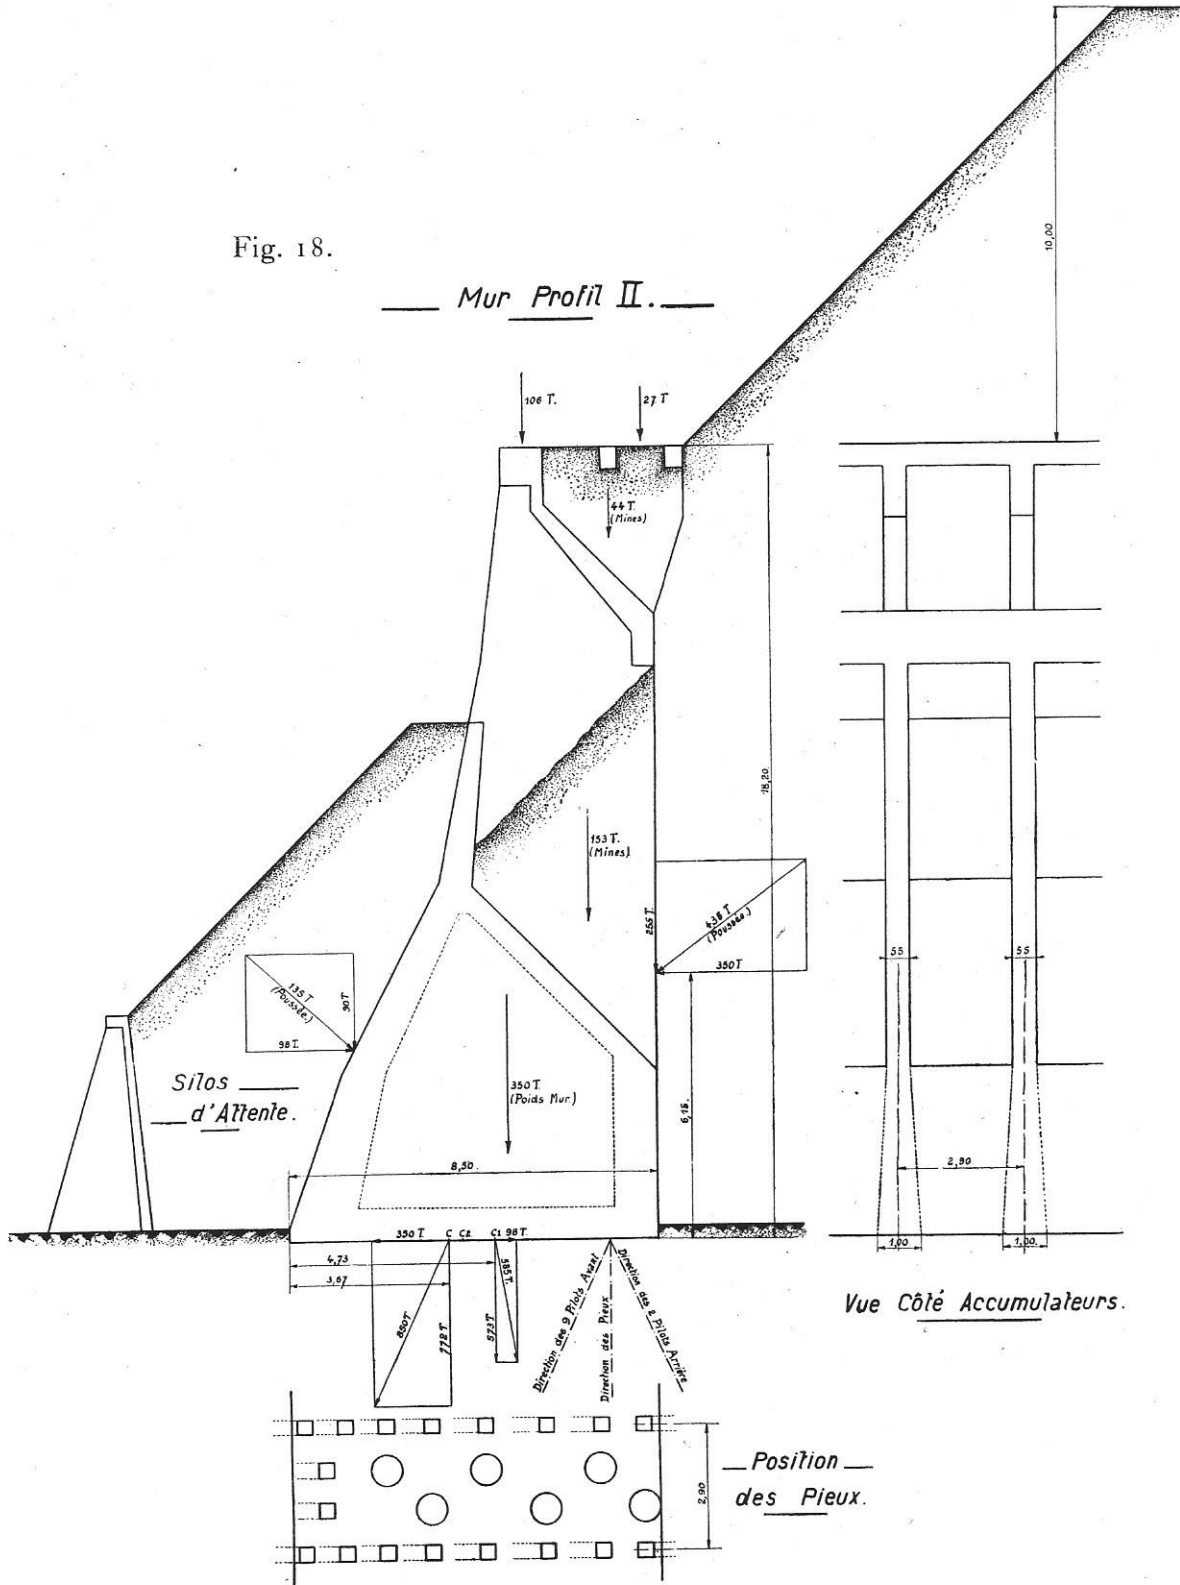 10,00
Fig. 18.
Mur Profil II.
106 T.
27 T
44 T.
(Mines)
18,20
153 T.
(Mines)
255 T.
436 T
(Poussée.)
350 T
55
55
135 T
(Poussée.)
90 T
98 T.
Silos
d'Attente.
350 T.
(Poids Mur.)
6,15
8,50
2,90
350 T. C C2 C1 98 T.
4,73
3,67
850 T
772 T
573 T
585 T.
Direction des 9 Pilots Avant
Direction des Pieux
Direction des 2 Pilots Arrière
1,00
1,00.
Vue Côté Accumulateurs.
2,90
Position
des Pieux.